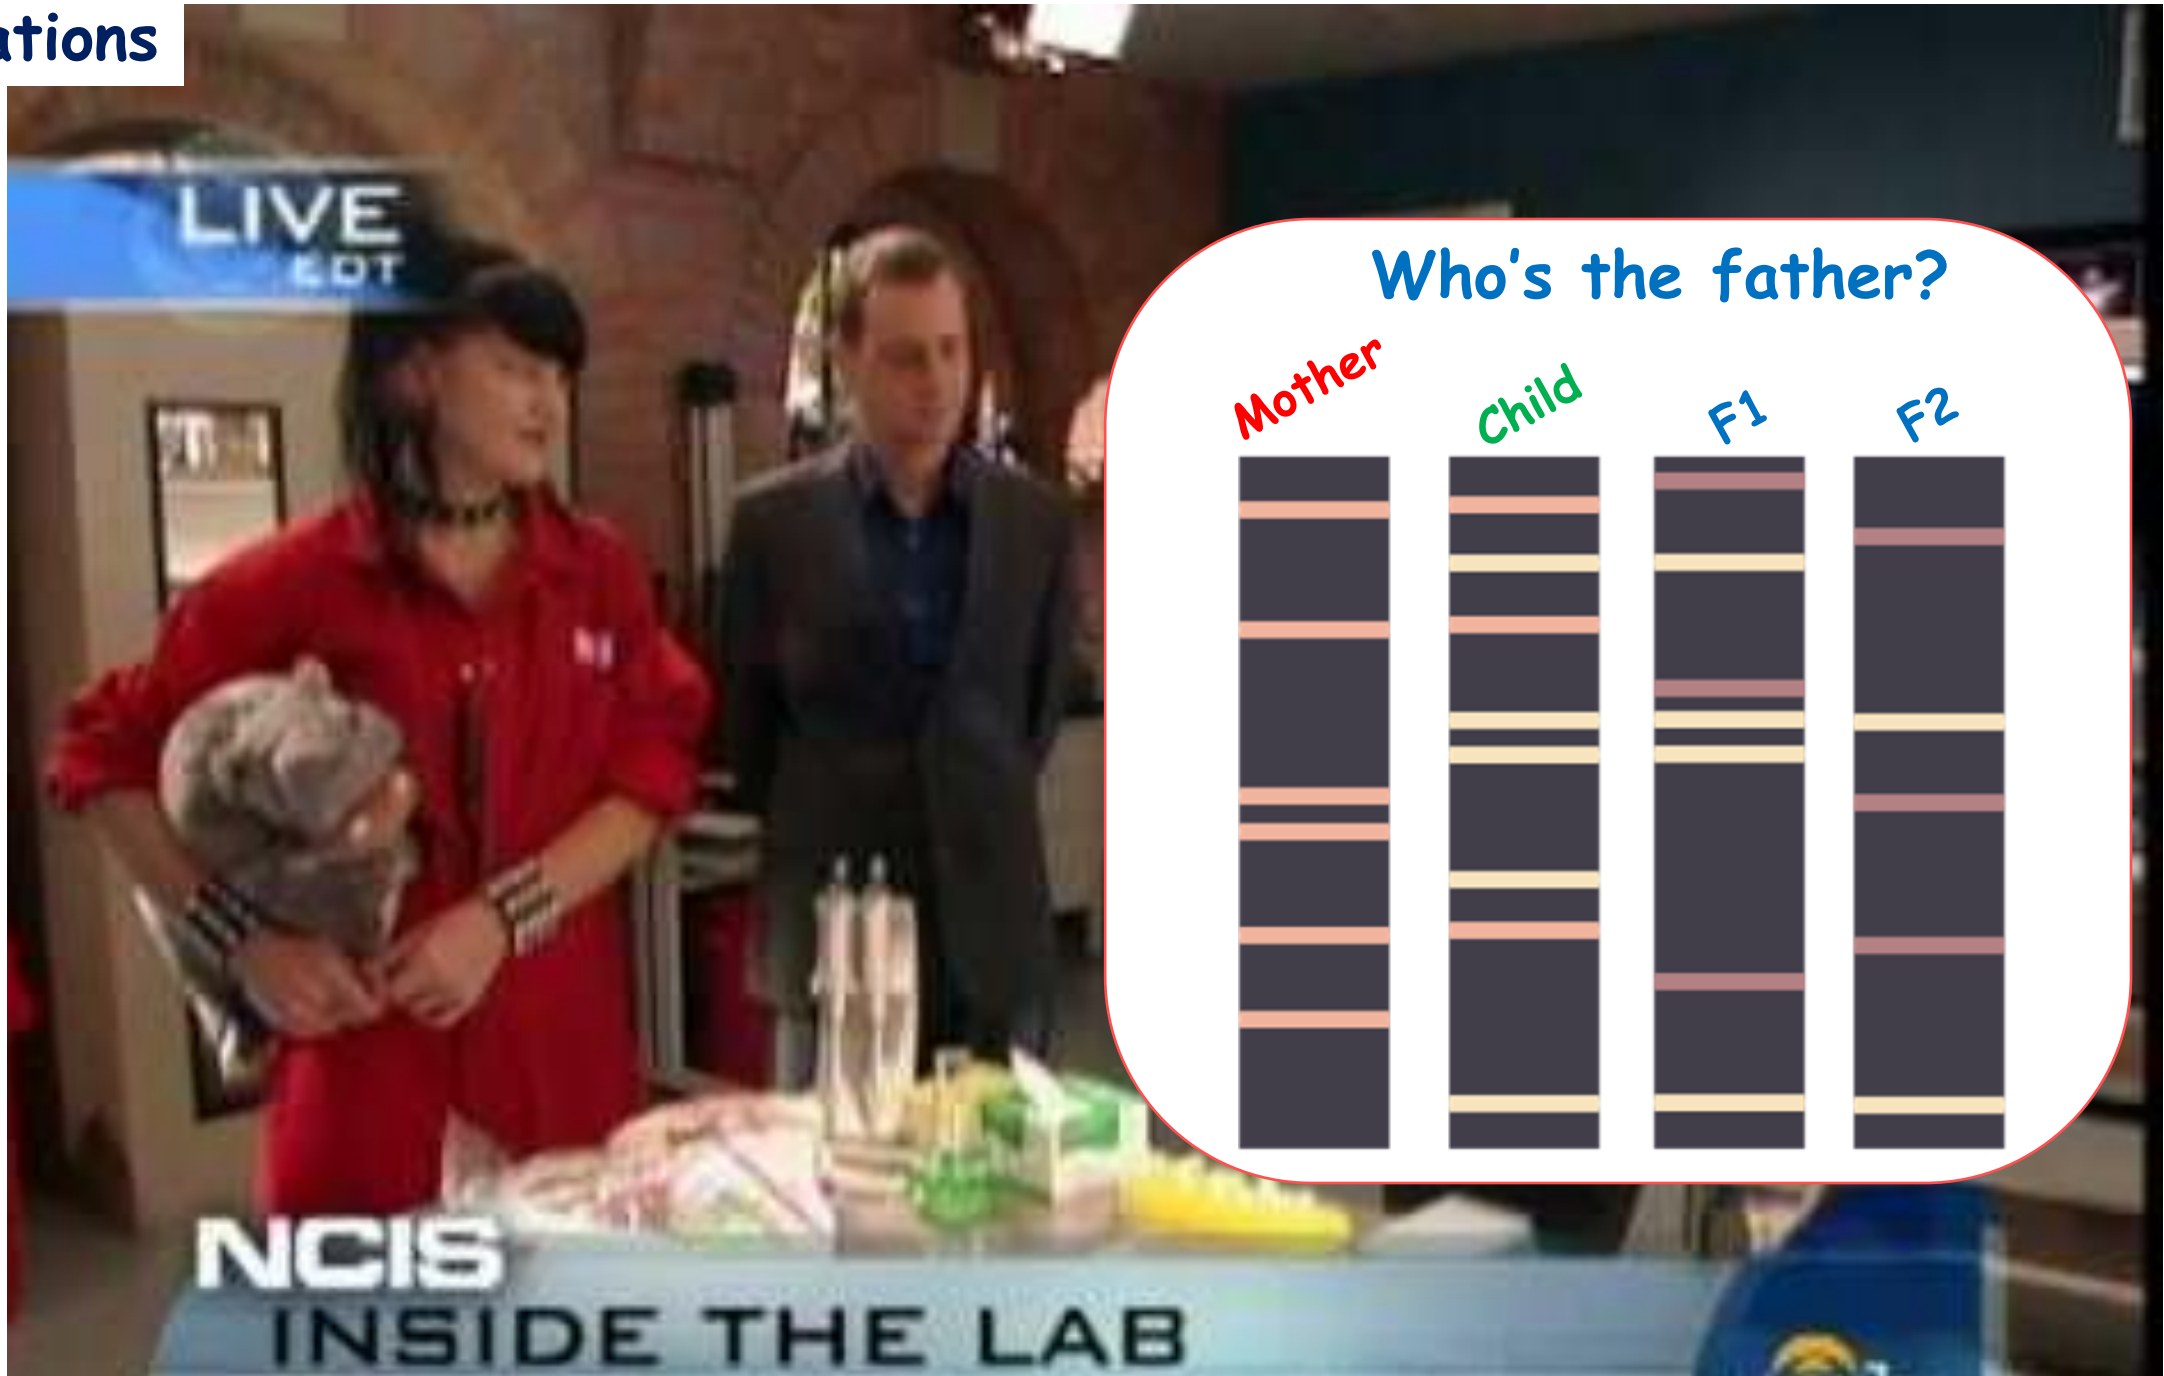 ations
LIVE
EDT
Who's the father?
Mother
Child
F1
F2
NCIS
INSIDE THE LAB